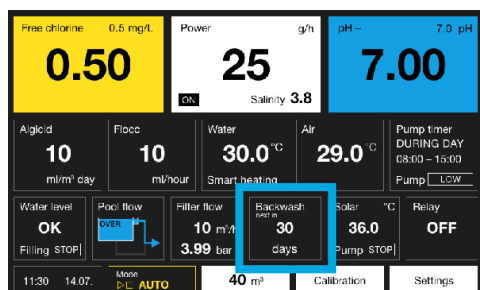 Free chlorine 0.5 mg/L
0.50
Power g/h
25
ON Salinity 3.8
pH – 7.0 pH
7.00
Algicid
10
ml/m³ day
Flocc
10
ml/hour
Water
30.0 °C
Smart heating
Air
29.0 °C
Pump timer
DURING DAY
08:00 – 15:00
Pump LOW
Water level
OK
Filling STOP
Pool flow
OVER
Filter flow
10 m³/h
3.99 bar
Backwash
next in
30
days
Solar °C
36.0
Pump STOP
Relay
OFF
11:30 14.07.
Mode
AUTO
40 m³
Calibration
Settings